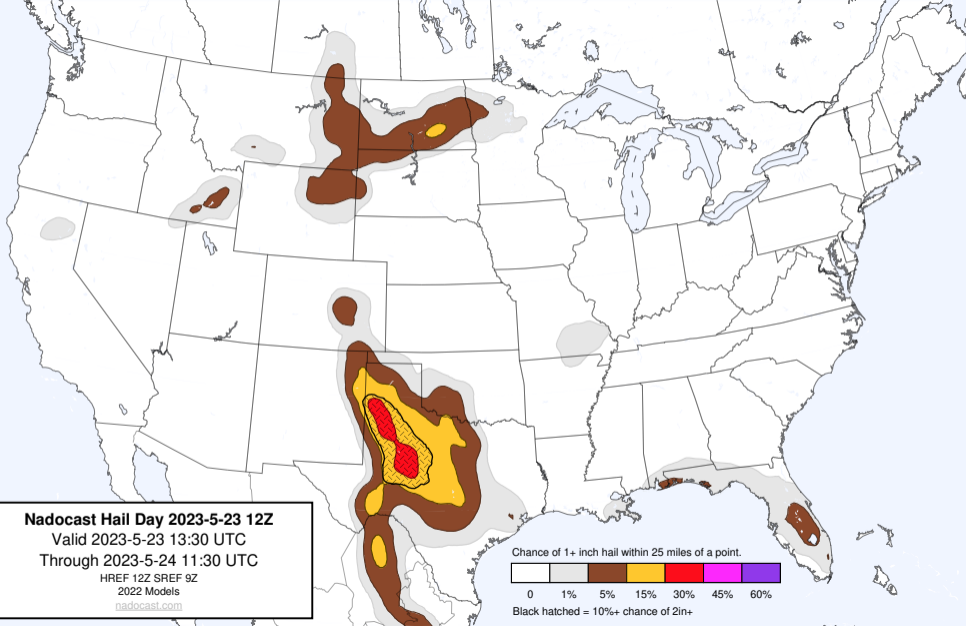 Nadocast Hail Day 2023-5-23 12Z
Valid 2023-5-23 13:30 UTC
Through 2023-5-24 11:30 UTC
HREF 12Z SREF 9Z
2022 Models
nadocast.com
Chance of 1+ inch hail within 25 miles of a point.
0 1% 5% 15% 30% 45% 60%
Black hatched = 10%+ chance of 2in+